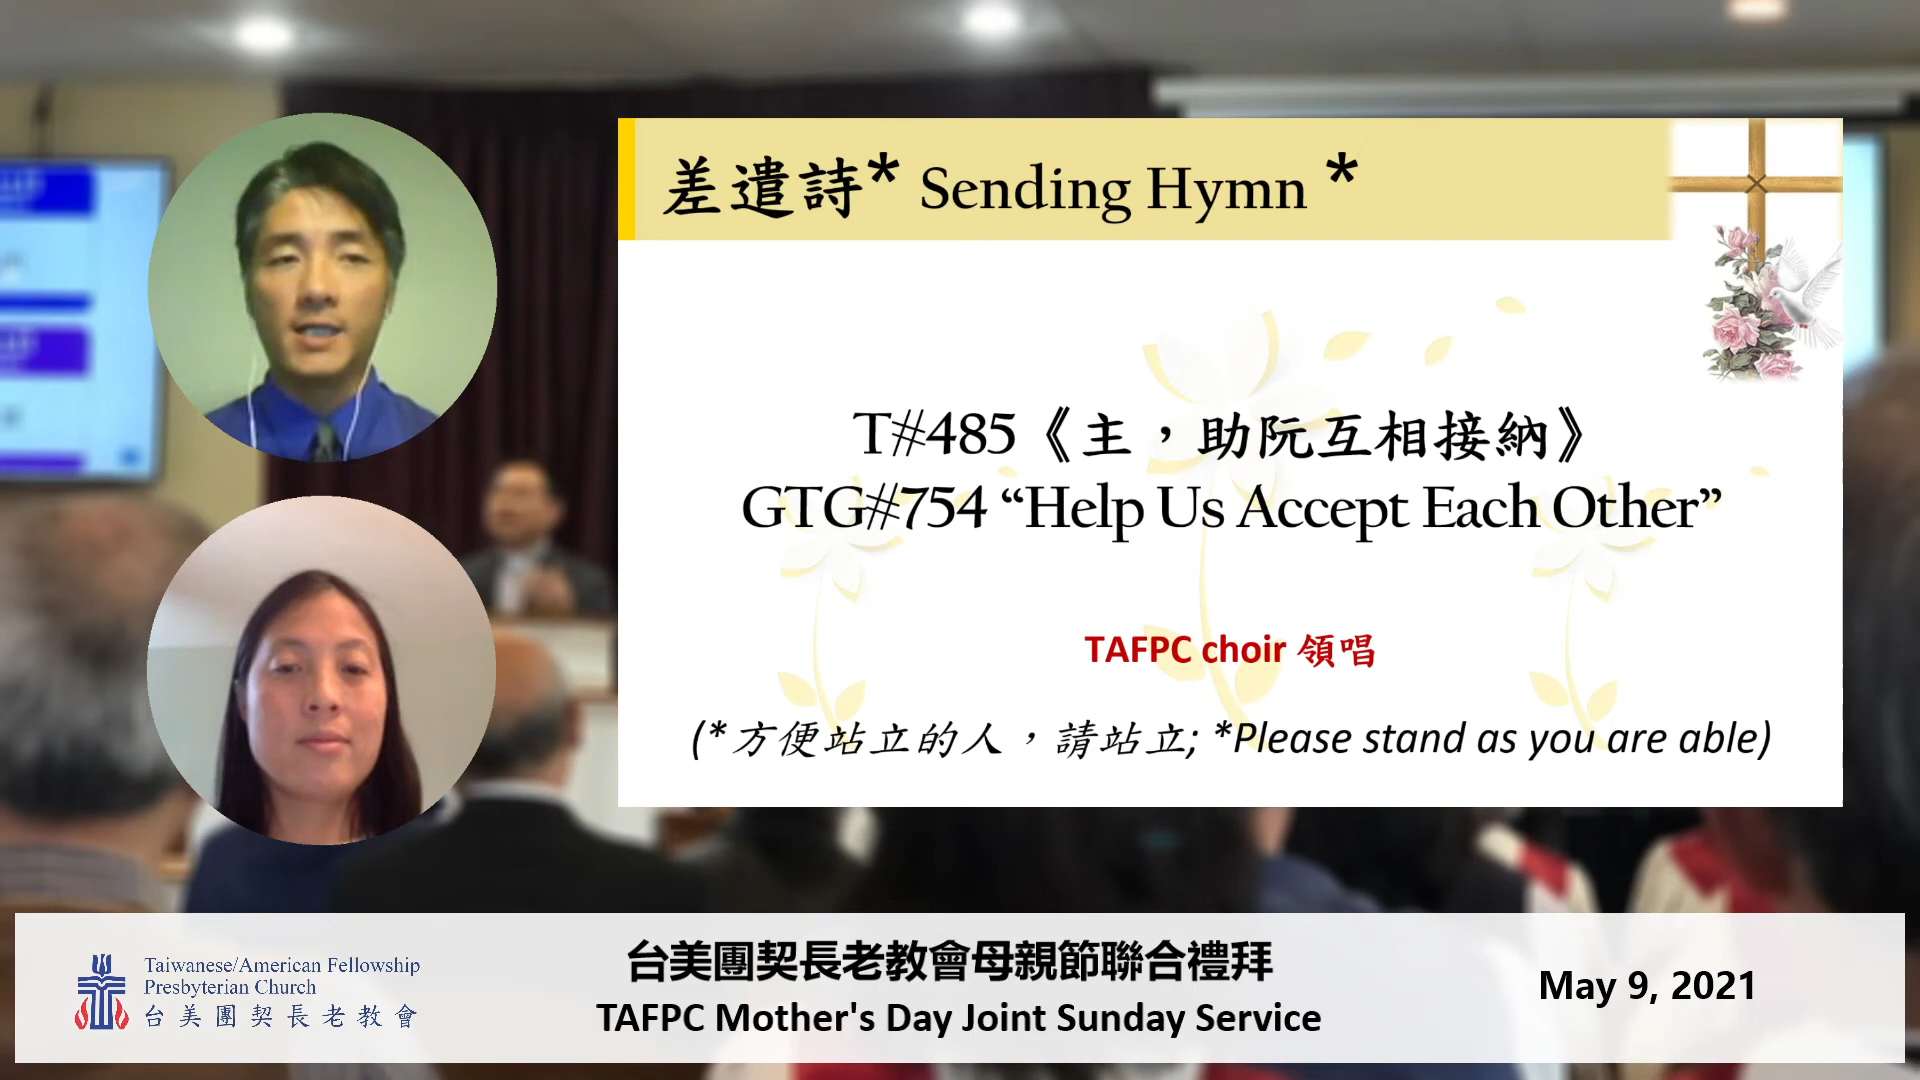 差遣詩* Sending Hymn *
T#485《主，助阮互相接納》
GTG#754 “Help Us Accept Each Other”
TAFPC choir 領唱
(*方便站立的人，請站立; *Please stand as you are able)
Taiwanese/American Fellowship
Presbyterian Church
台美團契長老教會
台美團契長老教會母親節聯合禮拜
TAFPC Mother's Day Joint Sunday Service
May 9, 2021